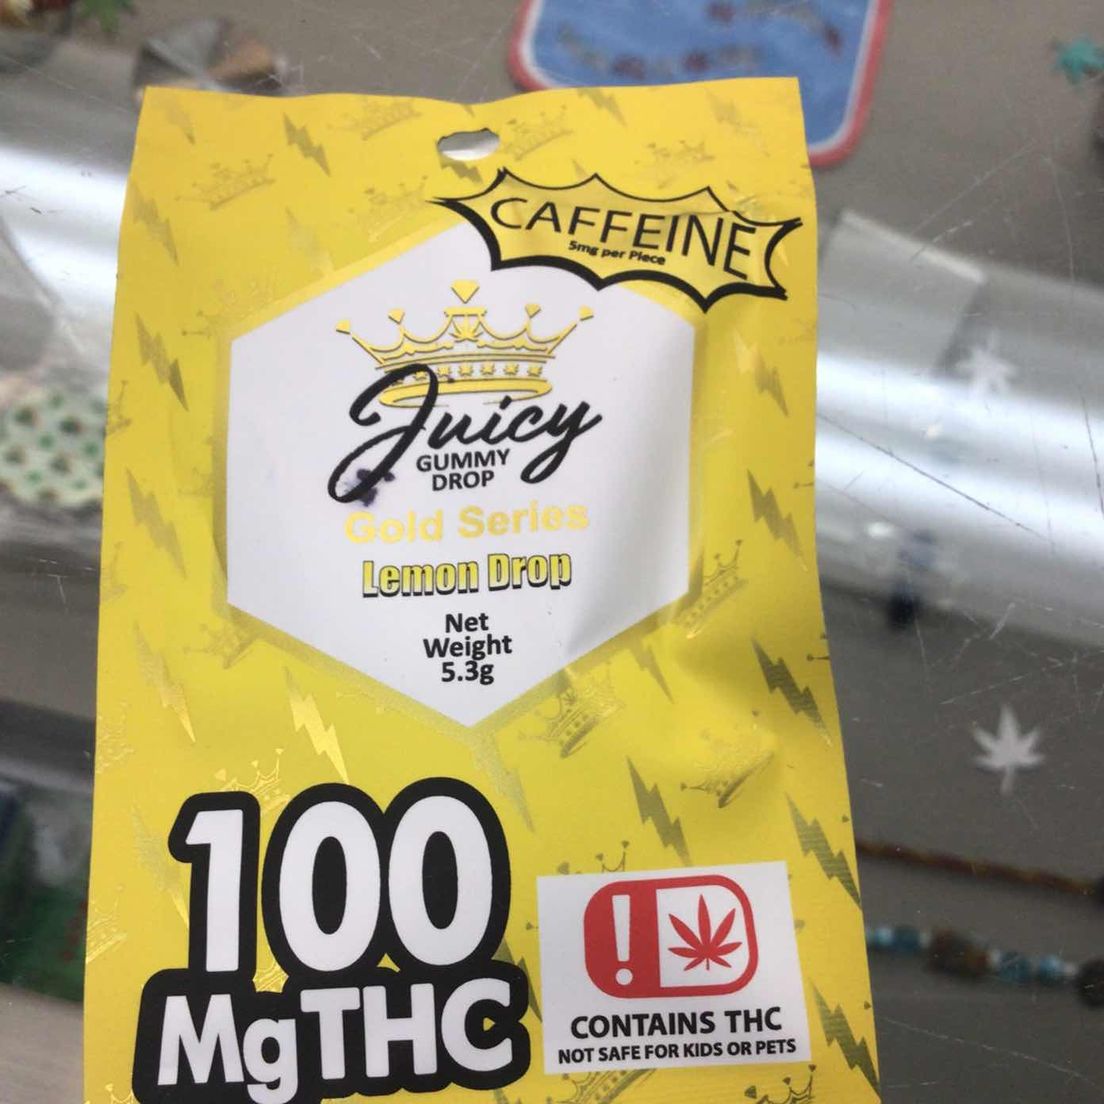 CAFFEINE
5mg per Piece
Juicy
GUMMY
DROP
Gold Series
Lemon Drop
Net
Weight
5.3g
100
MgTHC
!
CONTAINS THC
NOT SAFE FOR KIDS OR PETS